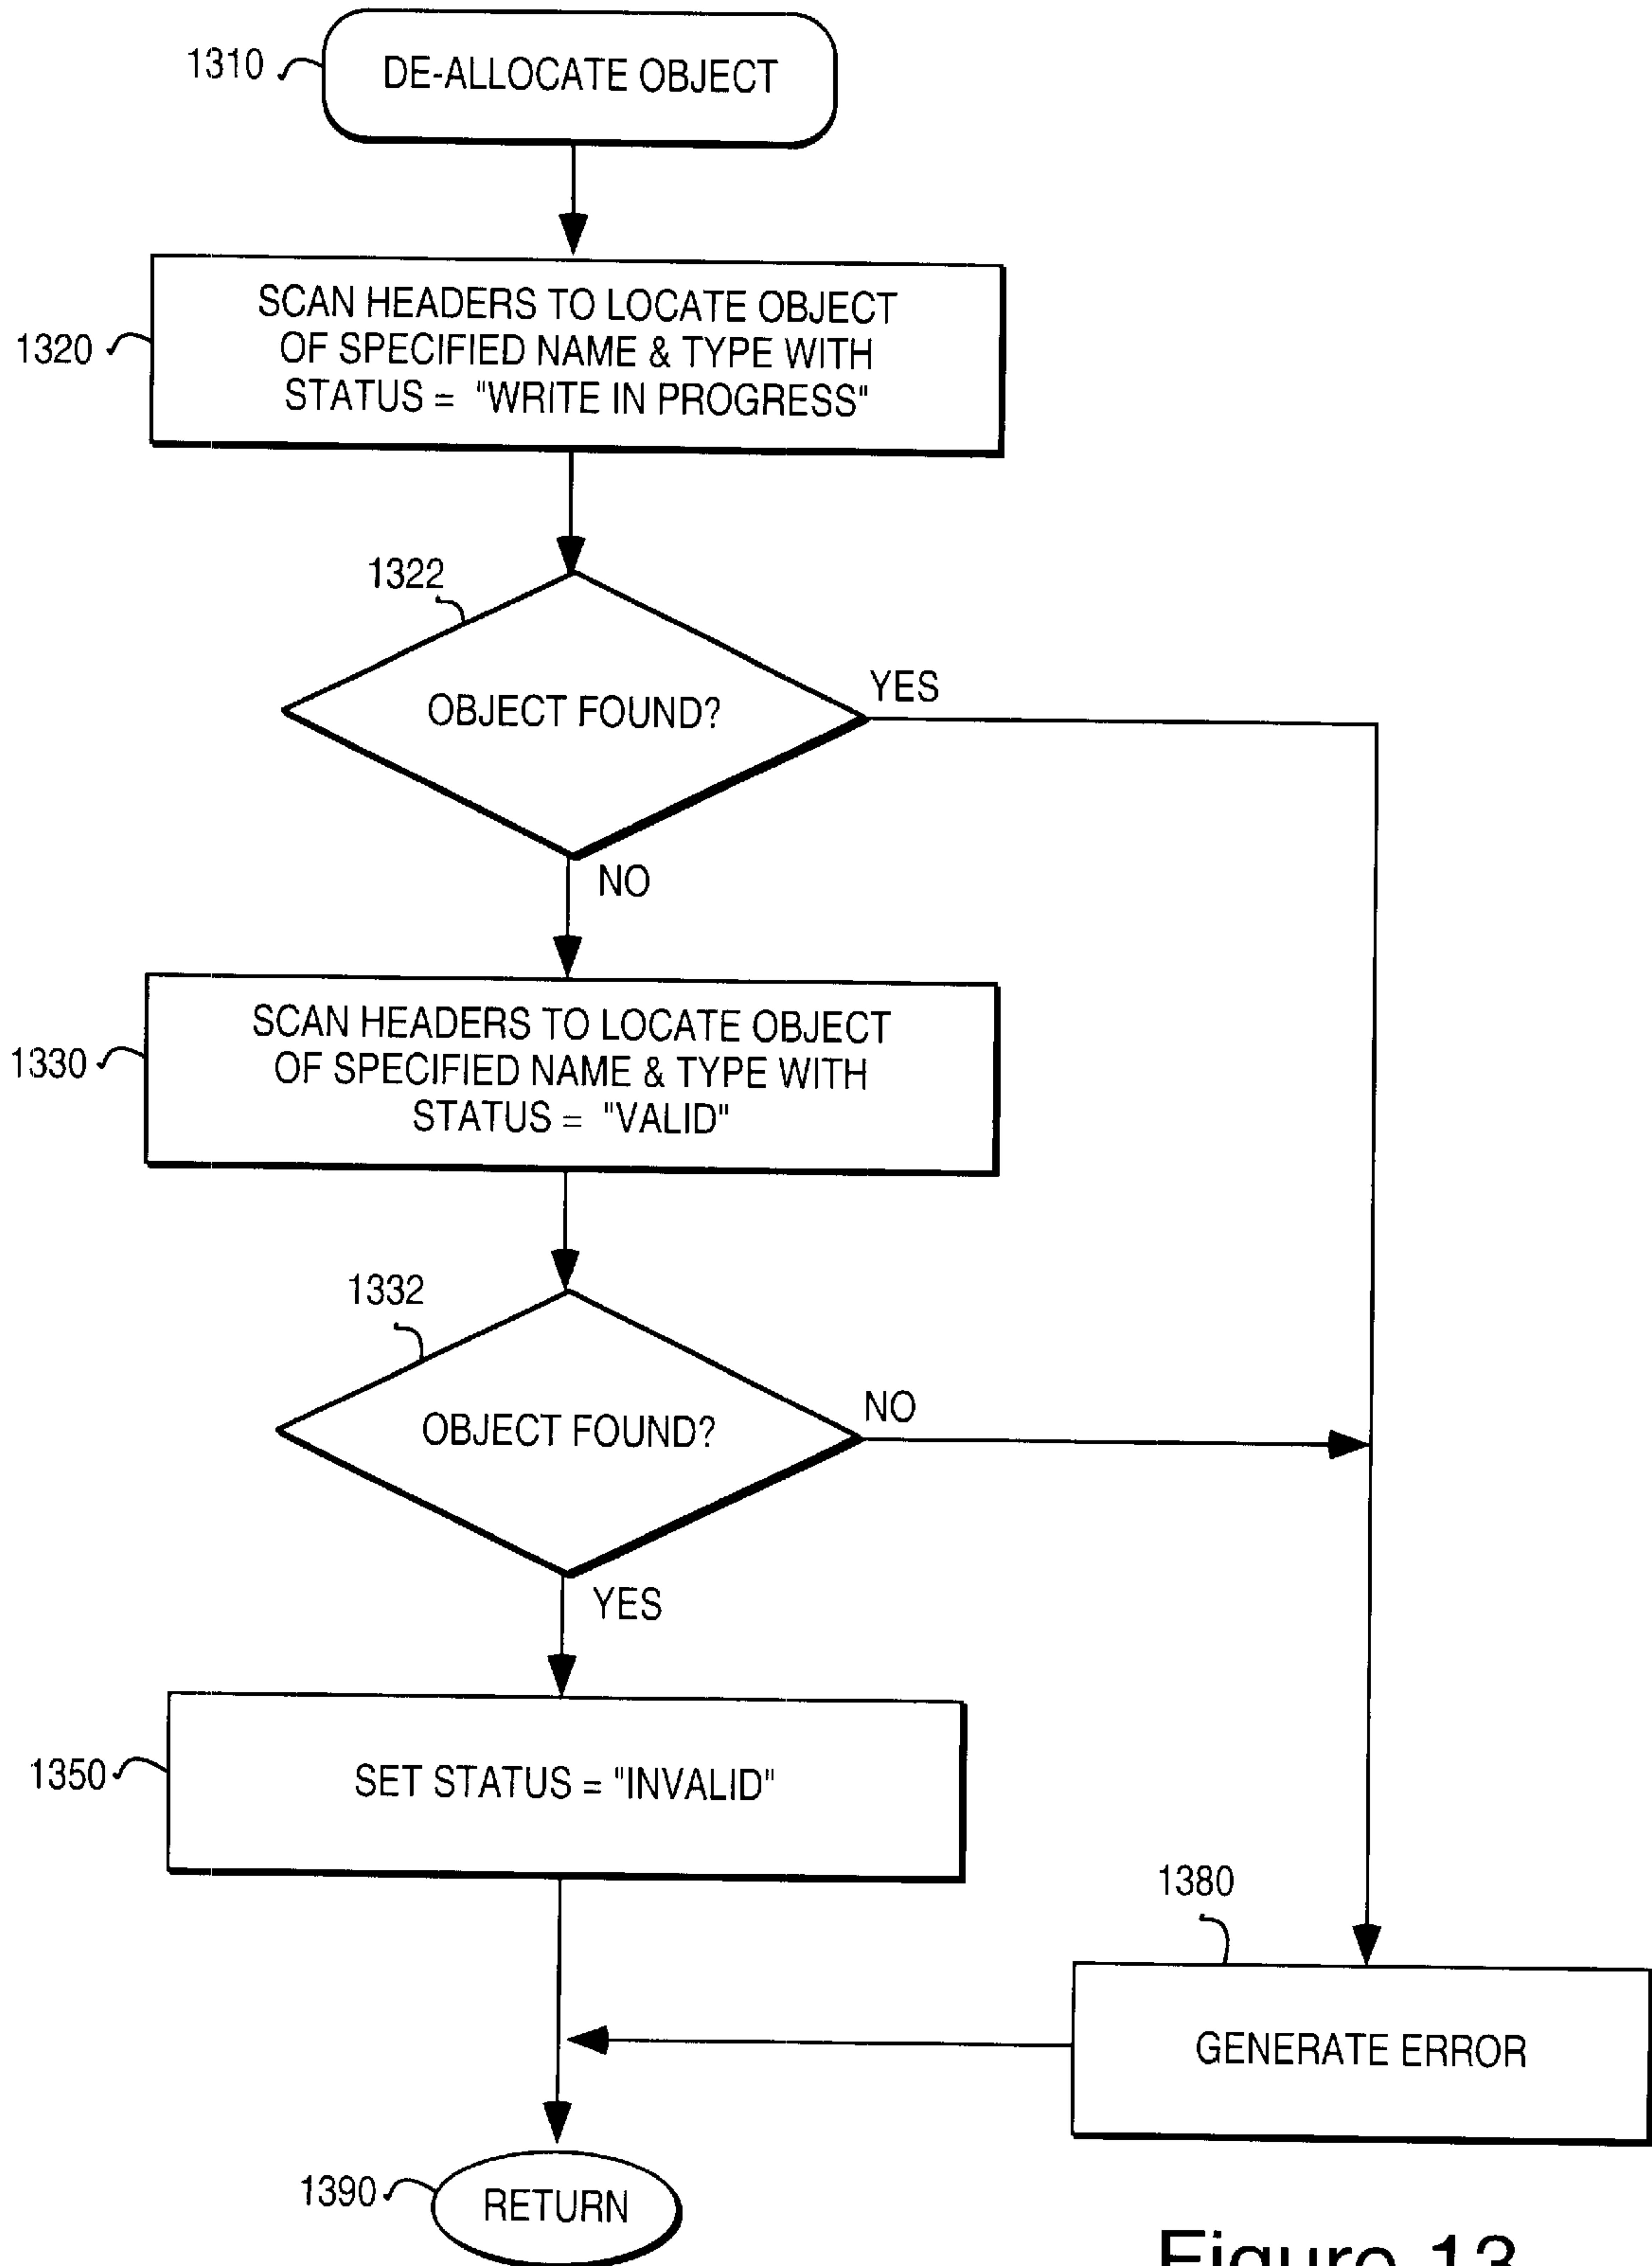 1310
DE-ALLOCATE OBJECT
1320
SCAN HEADERS TO LOCATE OBJECT
OF SPECIFIED NAME & TYPE WITH
STATUS = "WRITE IN PROGRESS"
1322
OBJECT FOUND?
YES
NO
1330
SCAN HEADERS TO LOCATE OBJECT
OF SPECIFIED NAME & TYPE WITH
STATUS = "VALID"
1332
OBJECT FOUND?
NO
YES
1350
SET STATUS = "INVALID"
1380
GENERATE ERROR
1390
RETURN
Figure 13